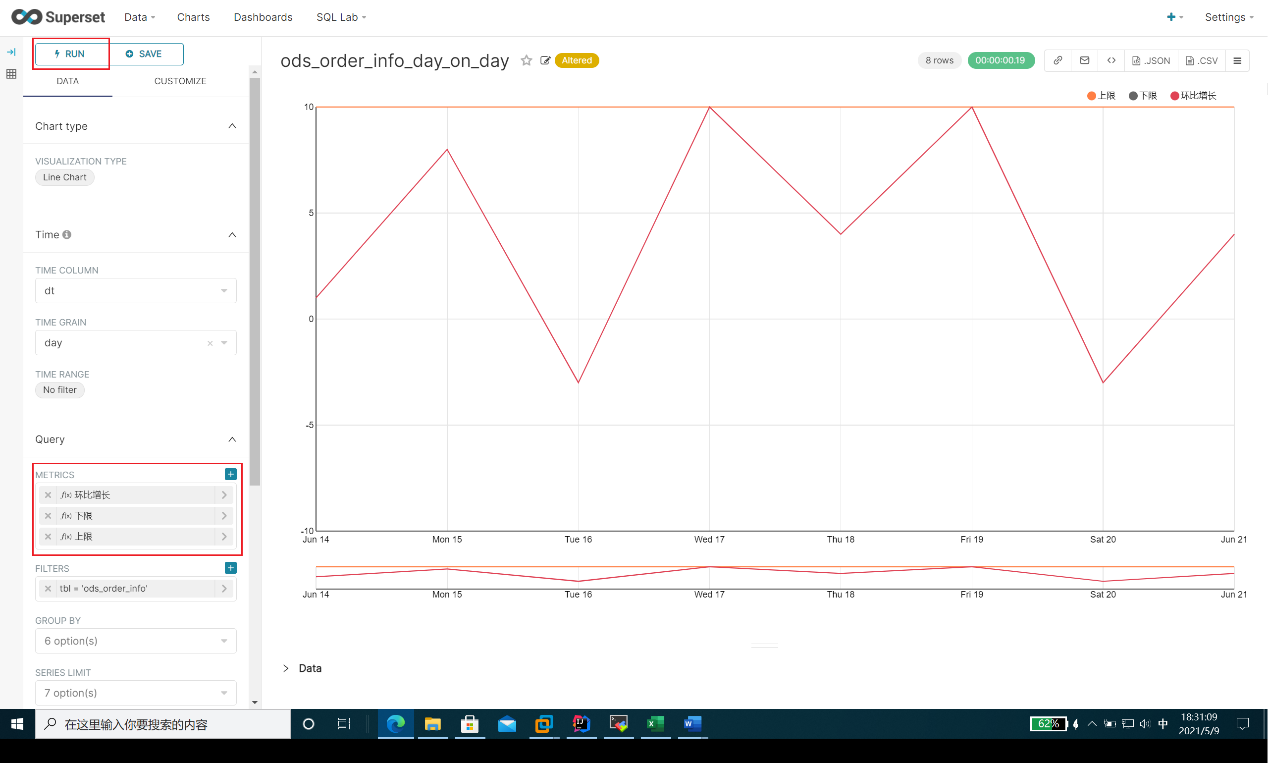 Superset Data Charts Dashboards SQL Lab + Settings
RUN SAVE
DATA CUSTOMIZE
Chart type
VISUALIZATION TYPE
Line Chart
Time
TIME COLUMN
dt
TIME GRAIN
day
TIME RANGE
No filter
Query
METRICS
环比增长
下限
上限
FILTERS
tbl = 'ods_order_info'
GROUP BY
6 option(s)
SERIES LIMIT
7 option(s)
ods_order_info_day_on_day Altered 8 rows 00:00:00.19 .JSON .CSV
上限 下限 环比增长
10
5
0
-5
-10
Jun 14 Mon 15 Tue 16 Wed 17 Thu 18 Fri 19 Sat 20 Jun 21
Jun 14 Mon 15 Tue 16 Wed 17 Thu 18 Fri 19 Sat 20 Jun 21
Data
在这里输入你要搜索的内容
62% 中
18:31:09
2021/5/9